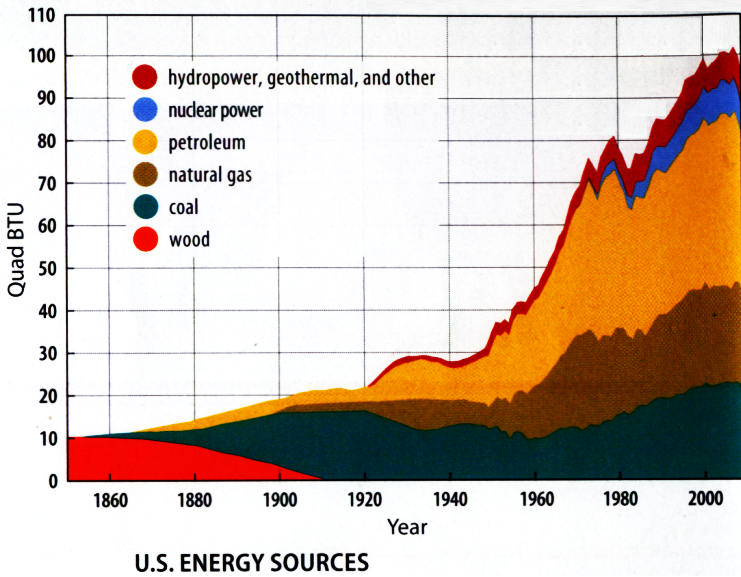 110
100
90
80
70
60
50
40
30
20
10
0
Quad BTU
hydropower, geothermal, and other
nuclear power
petroleum
natural gas
coal
wood
1860 1880 1900 1920 1940 1960 1980 2000
Year
U.S. ENERGY SOURCES